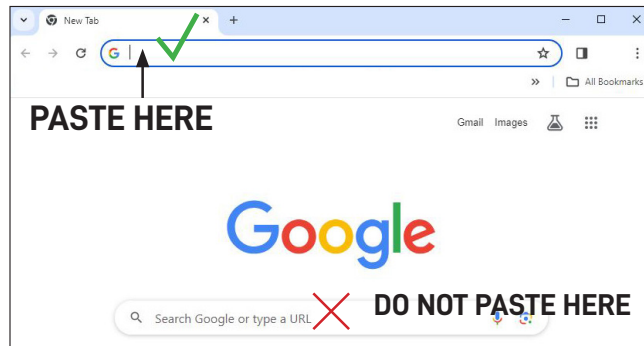 New Tab
G
All Bookmarks
PASTE HERE
Gmail Images
Google
Search Google or type a URL
DO NOT PASTE HERE